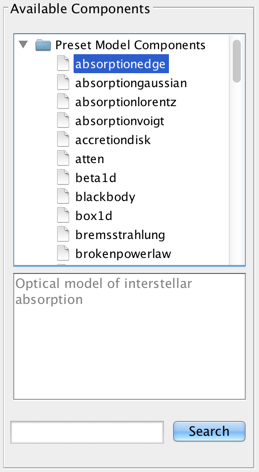 Available Components
Preset Model Components
absorptionedge
absorptiongaussian
absorptionlorentz
absorptionvoigt
accretiondisk
atten
beta1d
blackbody
box1d
bremsstrahlung
brokenpowerlaw
Optical model of interstellar
absorption
Search